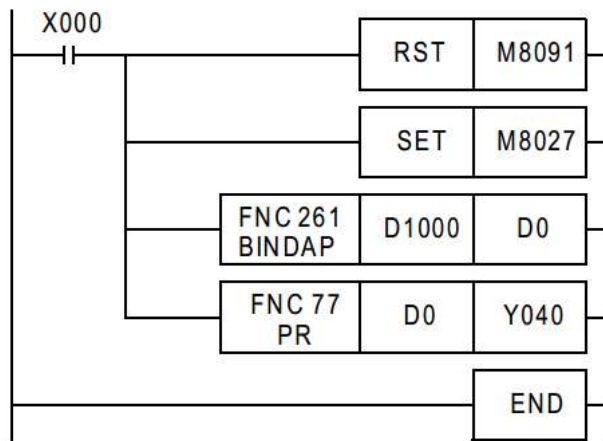 X000
RST M8091
SET M8027
FNC 261
BINDAP D1000 D0
FNC 77
PR D0 Y040
END